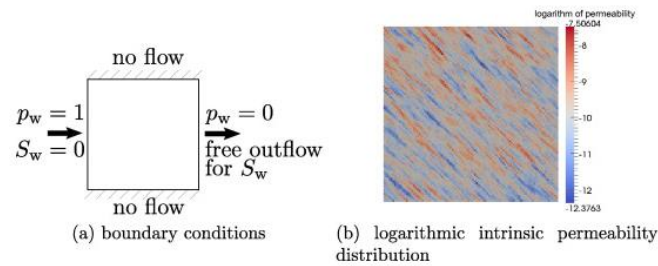 no flow
p_w = 1
S_w = 0
p_w = 0
free outflow
for S_w
no flow
(a) boundary conditions
logarithm of permeability
-7.50604
-8
-9
-10
-11
-12
-12.3763
(b) logarithmic intrinsic permeability
distribution